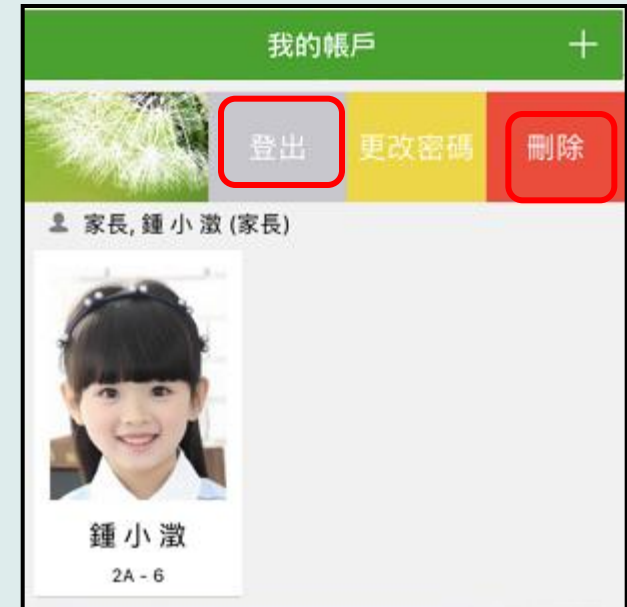 我的帳戶 +
登出 更改密碼 刪除
家長, 鍾 小 澂 (家長)
鍾 小 澂
2A - 6